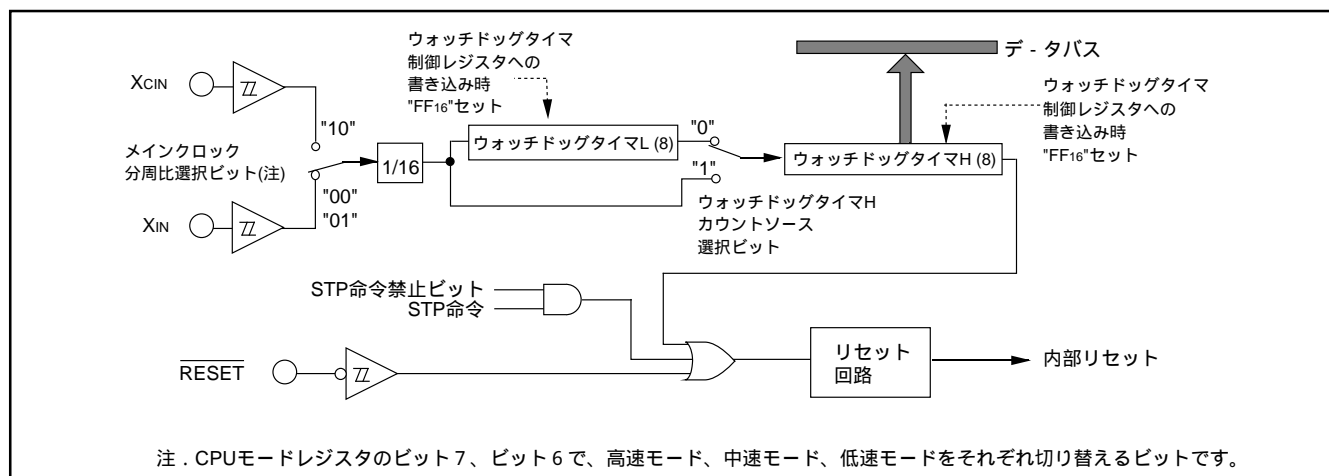 ウォッチドッグタイマ
制御レジスタへの
書き込み時
"FF16"セット
デ - タバス
ウォッチドッグタイマ
制御レジスタへの
書き込み時
"FF16"セット
XCIN
"10"
メインクロック
分周比選択ビット(注)
"00"
"01"
XIN
1/16
ウォッチドッグタイマL (8)
"0"
"1"
ウォッチドッグタイマH
カウントソース
選択ビット
ウォッチドッグタイマH (8)
STP命令禁止ビット
STP命令
RESET
リセット
回路
内部リセット
注．CPUモードレジスタのビット７、ビット６で、高速モード、中速モード、低速モードをそれぞれ切り替えるビットです。